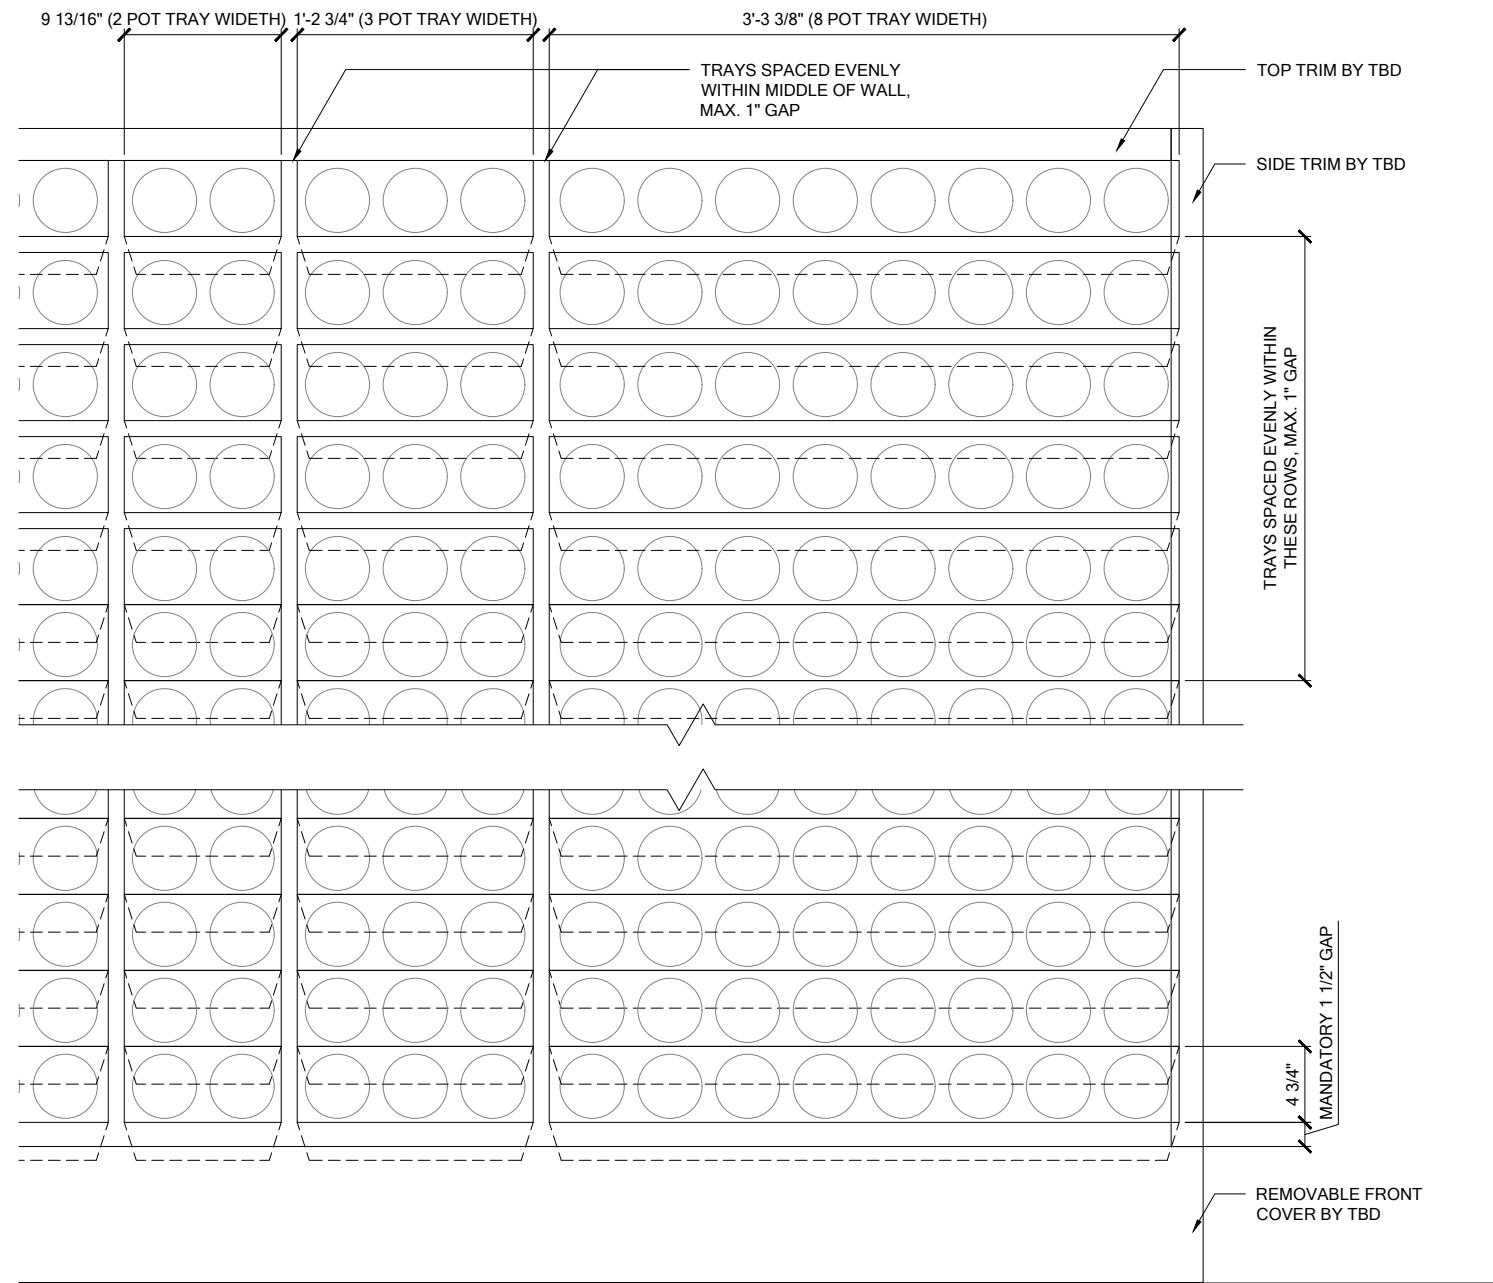 9 13/16" (2 POT TRAY WIDETH)
1'-2 3/4" (3 POT TRAY WIDETH)
3'-3 3/8" (8 POT TRAY WIDETH)
TRAYS SPACED EVENLY
WITHIN MIDDLE OF WALL,
MAX. 1" GAP
TOP TRIM BY TBD
SIDE TRIM BY TBD
TRAYS SPACED EVENLY WITHIN
THESE ROWS, MAX. 1" GAP
4 3/4"
MANDATORY 1 1/2" GAP
REMOVABLE FRONT
COVER BY TBD